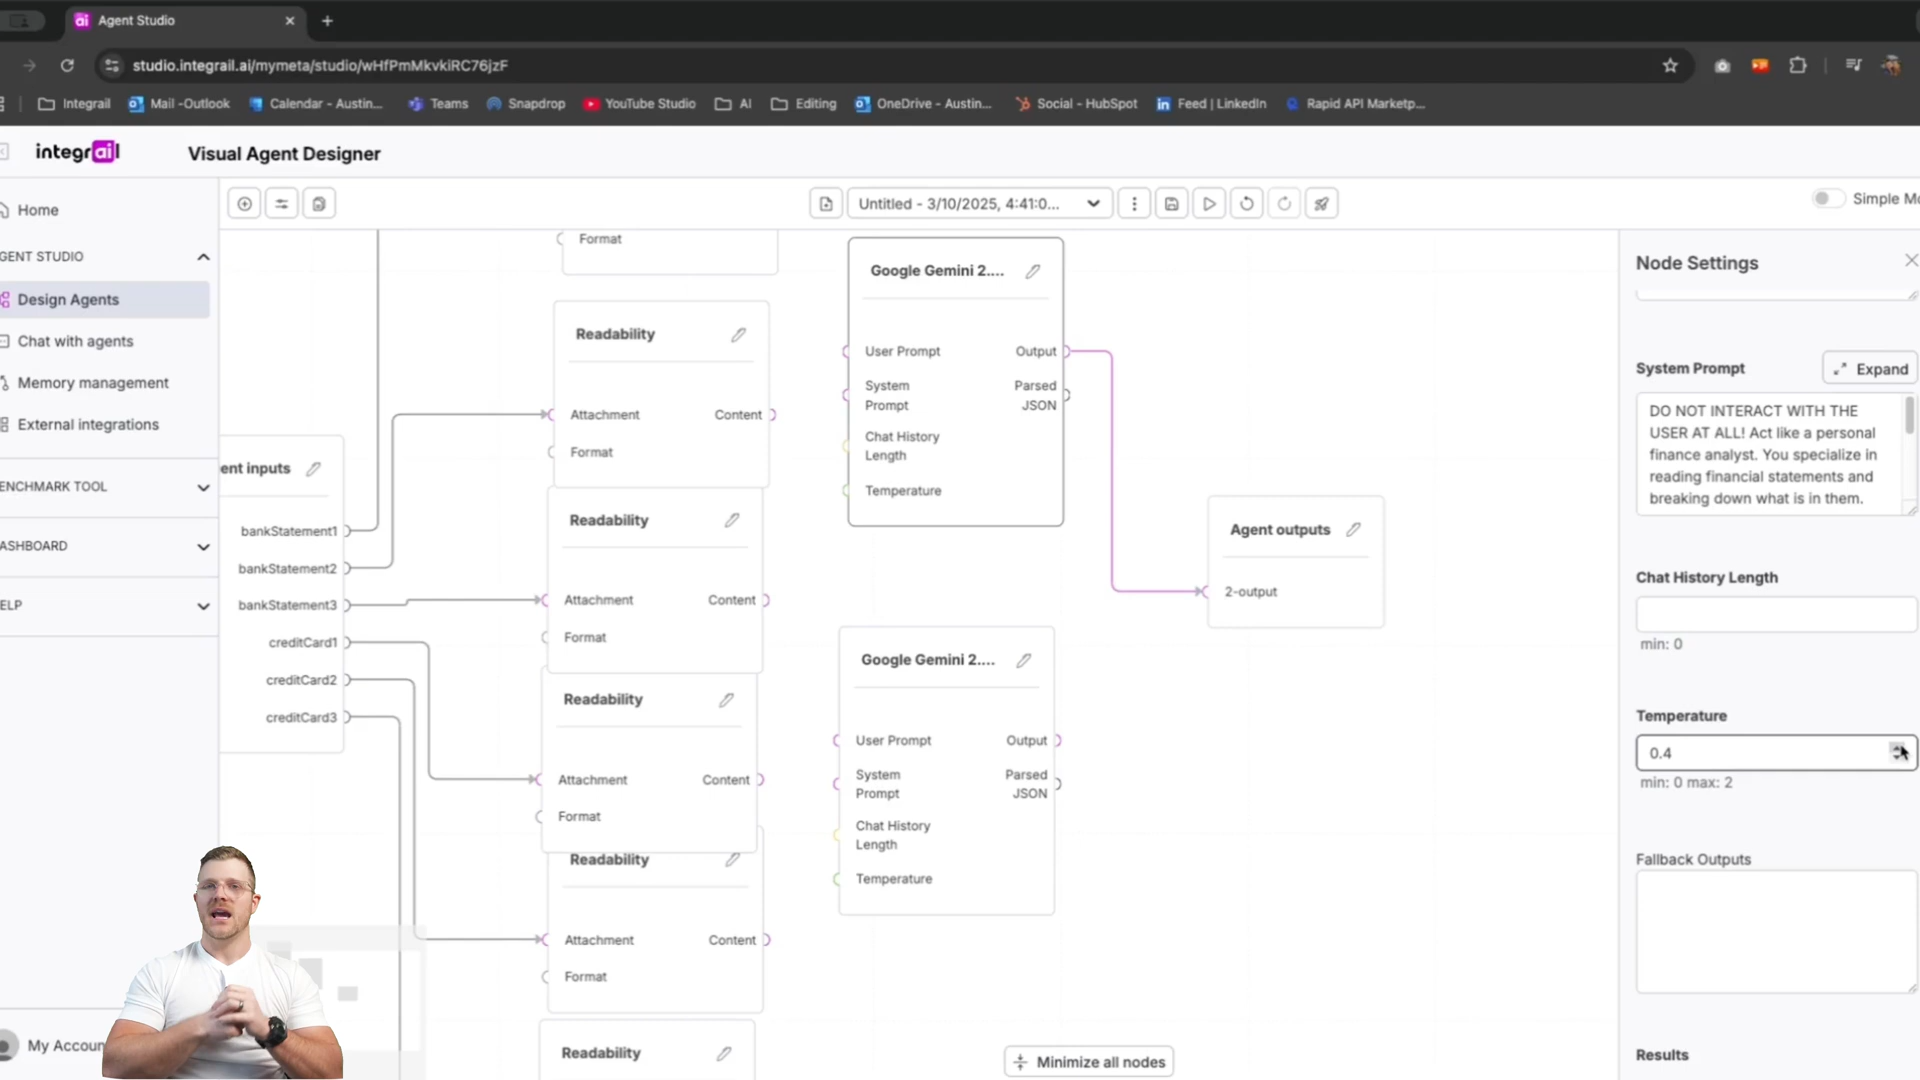 Agent Studio
studio.integrail.ai/mymeta/studio/wHfPmMkvkiRC76jzF
Integrail
Mail -Outlook
Calendar - Austin...
Teams
Snapdrop
YouTube Studio
AI
Editing
OneDrive - Austin...
Social - HubSpot
Feed | LinkedIn
Rapid API Marketp...
integrail
Visual Agent Designer
Untitled - 3/10/2025, 4:41:0...
Simple Mo
Home
GENT STUDIO
Design Agents
Chat with agents
Memory management
External integrations
ENCHMARK TOOL
ASHBOARD
ELP
My Accoun
ent inputs
bankStatement1
bankStatement2
bankStatement3
creditCard1
creditCard2
creditCard3
Format
Readability
Attachment
Content
Format
Readability
Attachment
Content
Format
Readability
Attachment
Content
Format
Readability
Attachment
Content
Format
Readability
Google Gemini 2....
User Prompt
Output
System
Prompt
Parsed
JSON
Chat History
Length
Temperature
Google Gemini 2....
User Prompt
Output
System
Prompt
Parsed
JSON
Chat History
Length
Temperature
Agent outputs
2-output
Minimize all nodes
Node Settings
System Prompt
Expand
DO NOT INTERACT WITH THE
USER AT ALL! Act like a personal
finance analyst. You specialize in
reading financial statements and
breaking down what is in them.
Chat History Length
min: 0
Temperature
0.4
min: 0 max: 2
Fallback Outputs
Results